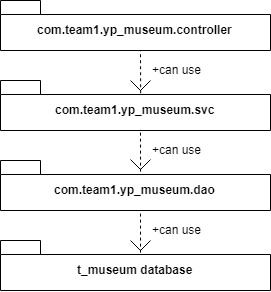 com.team1.yp_museum.controller
+can use
com.team1.yp_museum.svc
+can use
com.team1.yp_museum.dao
+can use
t_museum database